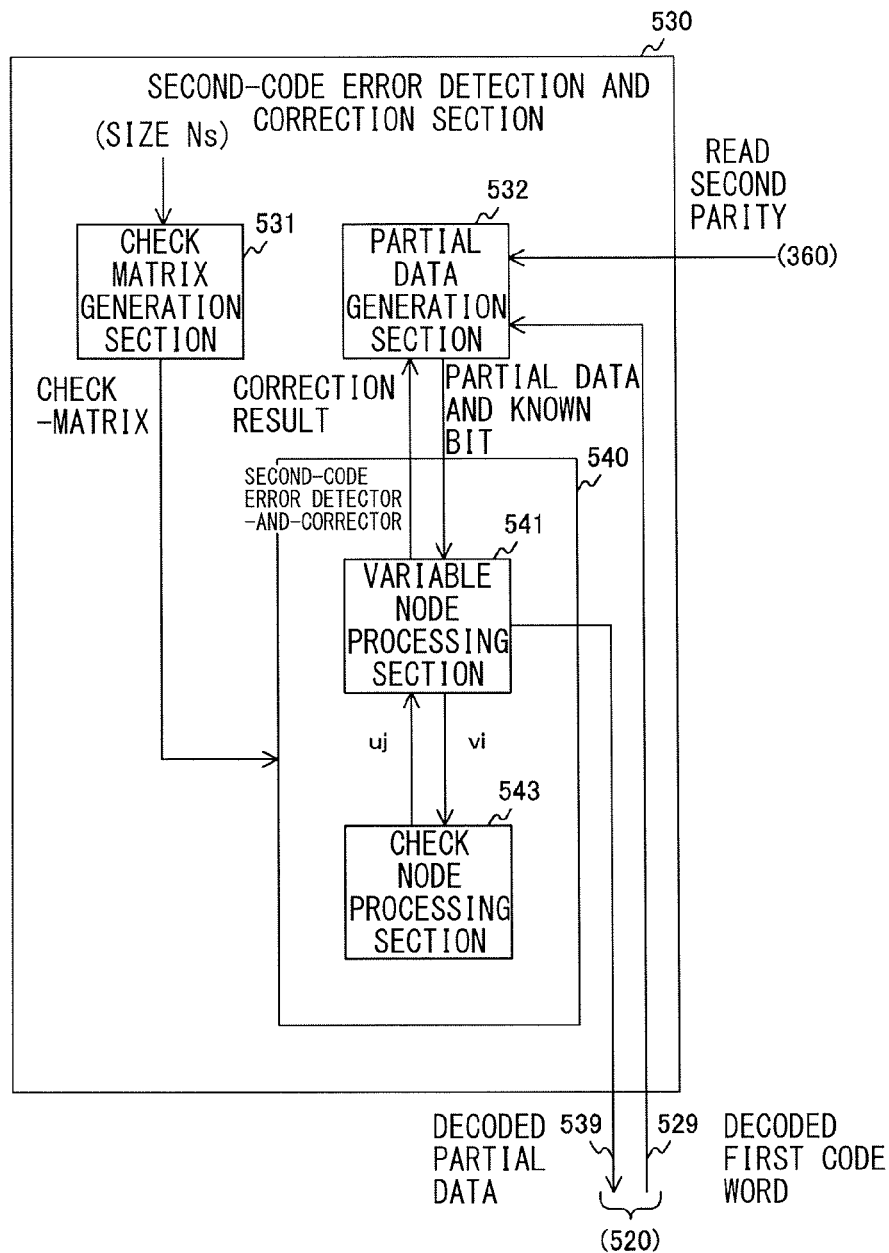 530
SECOND-CODE ERROR DETECTION AND
CORRECTION SECTION
(SIZE Ns)
READ
SECOND
PARITY
(360)
531
CHECK
MATRIX
GENERATION
SECTION
532
PARTIAL
DATA
GENERATION
SECTION
CHECK
-MATRIX
CORRECTION
RESULT
PARTIAL DATA
AND KNOWN
BIT
540
SECOND-CODE
ERROR DETECTOR
-AND-CORRECTOR
541
VARIABLE
NODE
PROCESSING
SECTION
uj
vi
543
CHECK
NODE
PROCESSING
SECTION
DECODED
PARTIAL
DATA
539
529
DECODED
FIRST CODE
WORD
(520)